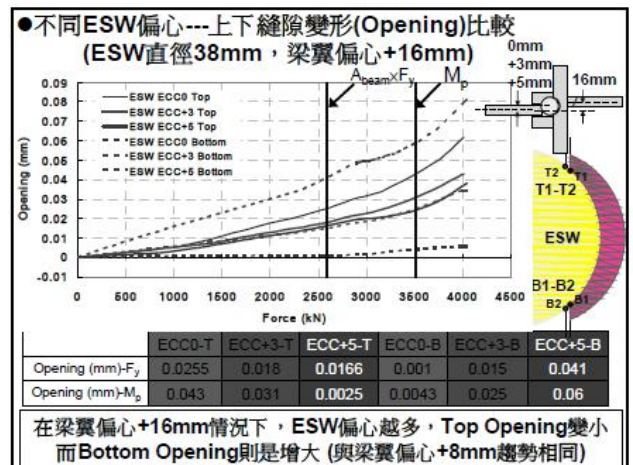 ●不同ESW偏心---上下縫隙變形(Opening)比較
(ESW直徑38mm，梁翼偏心+16mm)
0mm
+3mm
+5mm
16mm
A_beam×F_y
M_p
0.09
0.08
0.07
0.06
0.05
0.04
0.03
0.02
0.01
0
-0.01
Opening (mm)
ESW ECC0 Top
ESW ECC+3 Top
ESW ECC+5 Top
ESW ECC0 Bottom
ESW ECC+3 Bottom
ESW ECC+5 Bottom
0 500 1000 1500 2000 2500 3000 3500 4000 4500
Force (kN)
T2 T1
T1-T2
ESW
B1-B2
B2 B1
ECC0-T ECC+3-T ECC+5-T ECC0-B ECC+3-B ECC+5-B
Opening (mm)-F_y 0.0255 0.018 0.0166 0.001 0.015 0.041
Opening (mm)-M_p 0.043 0.031 0.0025 0.0043 0.025 0.06
在梁翼偏心+16mm情況下，ESW偏心越多，Top Opening變小
而Bottom Opening則是增大 (與梁翼偏心+8mm趨勢相同)